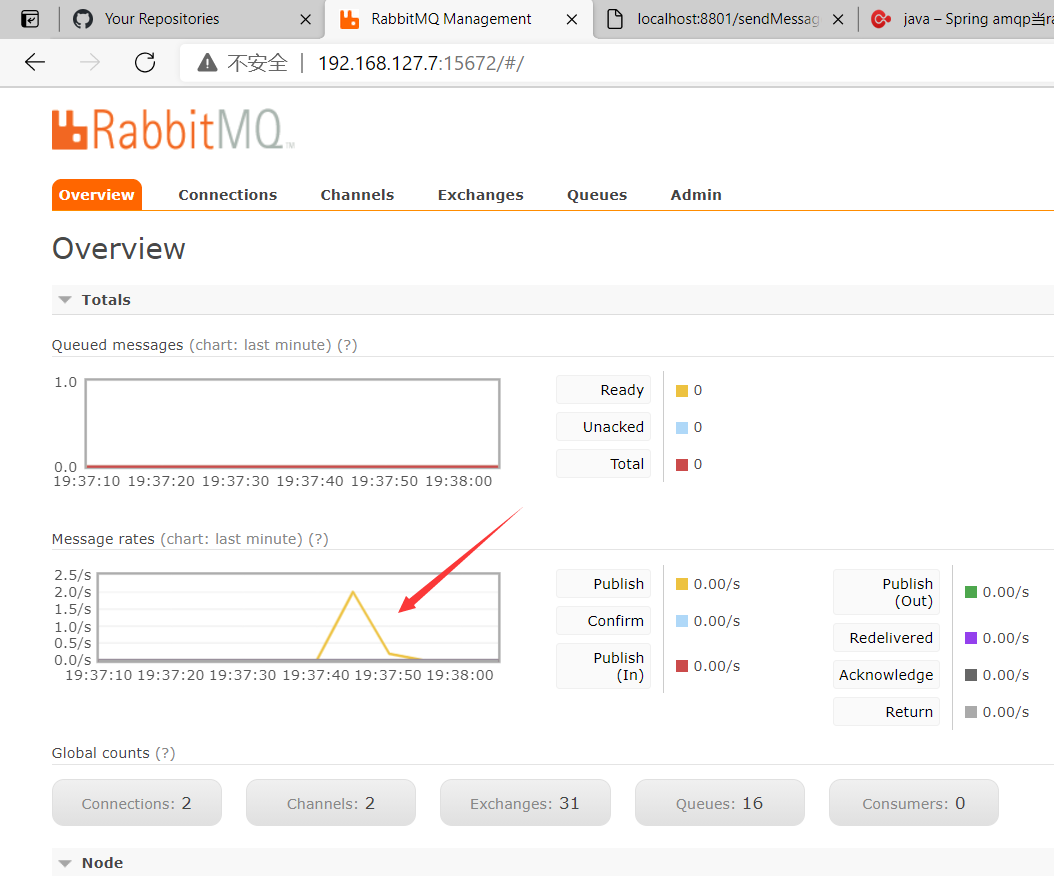 Your Repositories
RabbitMQ Management
localhost:8801/sendMessag
java – Spring amqp当ra
不安全 | 192.168.127.7:15672/#/
RabbitMQ TM
Overview Connections Channels Exchanges Queues Admin
Overview
Totals
Queued messages (chart: last minute) (?)
1.0
0.0
19:37:10 19:37:20 19:37:30 19:37:40 19:37:50 19:38:00
Ready 0
Unacked 0
Total 0
Message rates (chart: last minute) (?)
2.5/s
2.0/s
1.5/s
1.0/s
0.5/s
0.0/s
19:37:10 19:37:20 19:37:30 19:37:40 19:37:50 19:38:00
Publish 0.00/s
Confirm 0.00/s
Publish
(In) 0.00/s
Publish
(Out) 0.00/s
Redelivered 0.00/s
Acknowledge 0.00/s
Return 0.00/s
Global counts (?)
Connections: 2
Channels: 2
Exchanges: 31
Queues: 16
Consumers: 0
Node